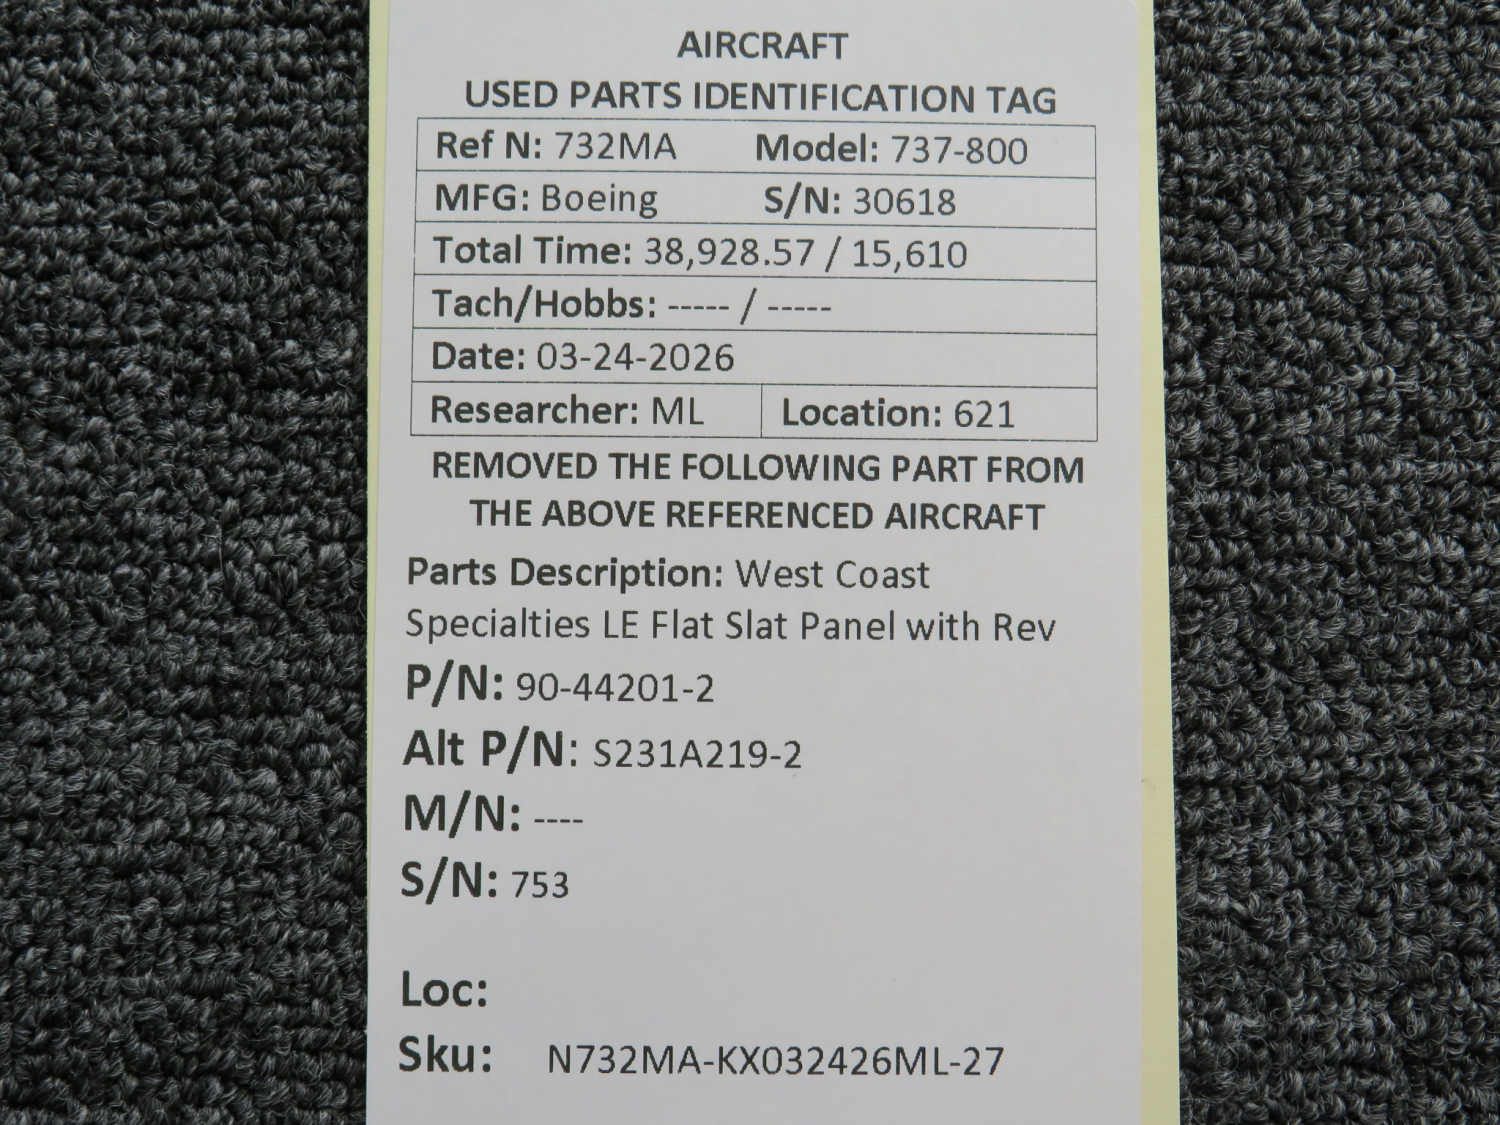 AIRCRAFT
USED PARTS IDENTIFICATION TAG
Ref N: 732MA Model: 737-800
MFG: Boeing S/N: 30618
Total Time: 38,928.57 / 15,610
Tach/Hobbs: ----- / -----
Date: 03-24-2026
Researcher: ML Location: 621
REMOVED THE FOLLOWING PART FROM
THE ABOVE REFERENCED AIRCRAFT
Parts Description: West Coast
Specialties LE Flat Slat Panel with Rev
P/N: 90-44201-2
Alt P/N: S231A219-2
M/N: ----
S/N: 753
Loc:
Sku: N732MA-KX032426ML-27